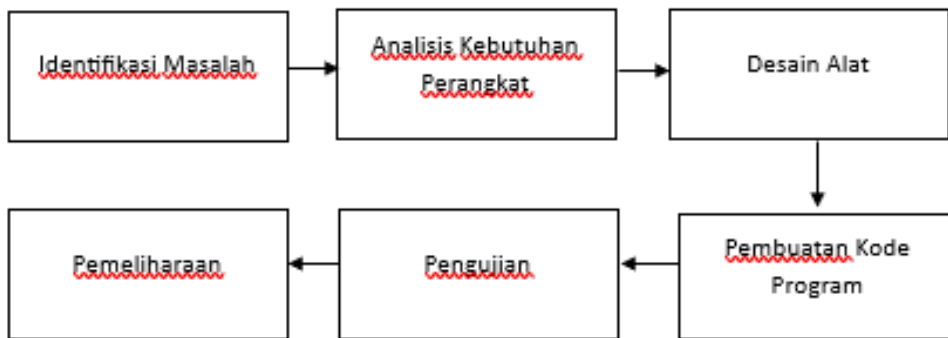 Identifikasi Masalah
Analisis Kebutuhan
Perangkat
Desain Alat
Pembuatan Kode
Program
Pengujian
Pemeliharaan